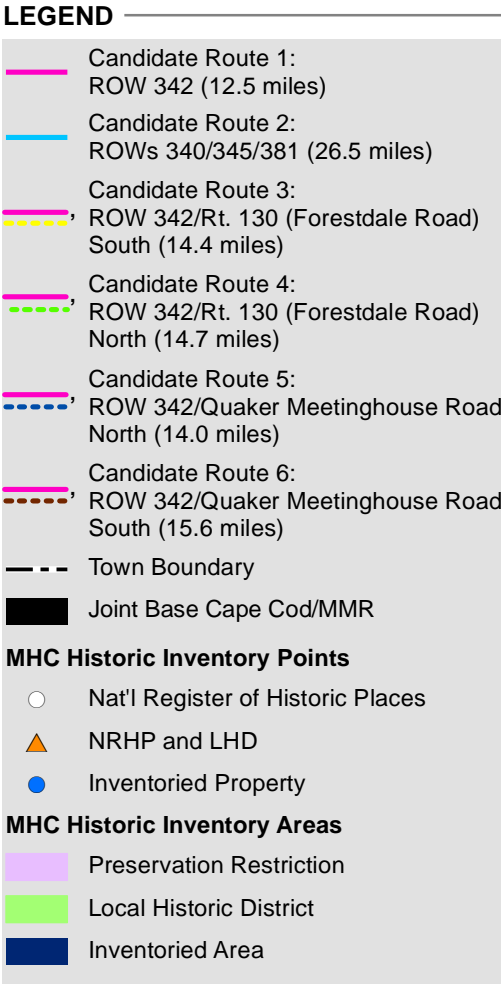 LEGEND
Candidate Route 1:
ROW 342 (12.5 miles)
Candidate Route 2:
ROWs 340/345/381 (26.5 miles)
Candidate Route 3:
, ROW 342/Rt. 130 (Forestdale Road)
South (14.4 miles)
Candidate Route 4:
, ROW 342/Rt. 130 (Forestdale Road)
North (14.7 miles)
Candidate Route 5:
, ROW 342/Quaker Meetinghouse Road
North (14.0 miles)
Candidate Route 6:
, ROW 342/Quaker Meetinghouse Road
South (15.6 miles)
Town Boundary
Joint Base Cape Cod/MMR
MHC Historic Inventory Points
Nat'l Register of Historic Places
NRHP and LHD
Inventoried Property
MHC Historic Inventory Areas
Preservation Restriction
Local Historic District
Inventoried Area